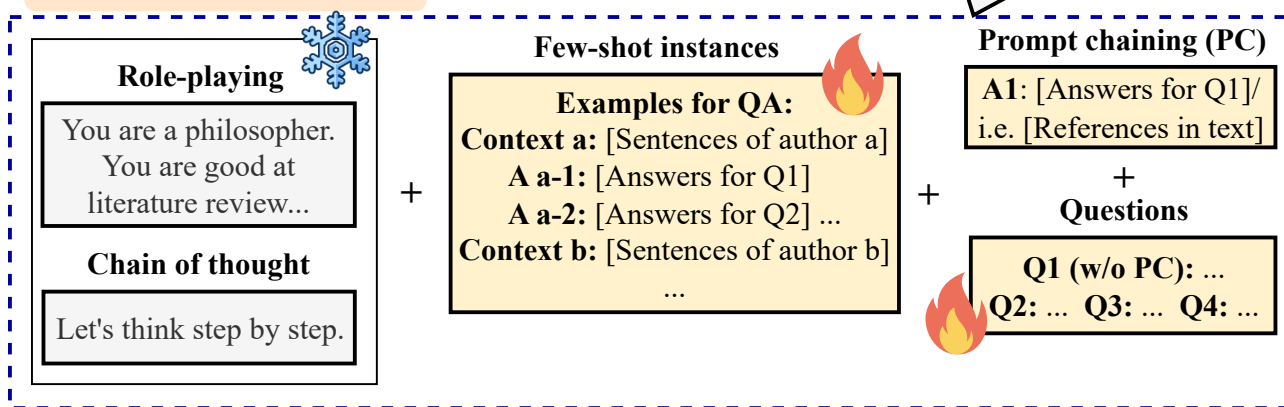 Role-playing
You are a philosopher.
You are good at
literature review...
Chain of thought
Let's think step by step.
+
Few-shot instances
Examples for QA:
Context a: [Sentences of author a]
A a-1: [Answers for Q1]
A a-2: [Answers for Q2] ...
Context b: [Sentences of author b]
...
+
Prompt chaining (PC)
A1: [Answers for Q1]/
i.e. [References in text]
+
Questions
Q1 (w/o PC): ...
Q2: ... Q3: ... Q4: ...